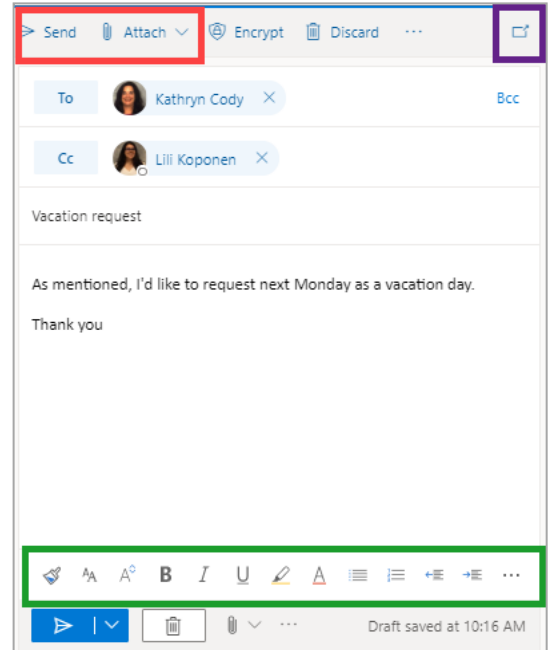 Send Attach Encrypt Discard ...
To Kathryn Cody Bcc
Cc Lili Koponen
Vacation request
As mentioned, I'd like to request next Monday as a vacation day.
Thank you
AA A B I U A ...
... Draft saved at 10:16 AM